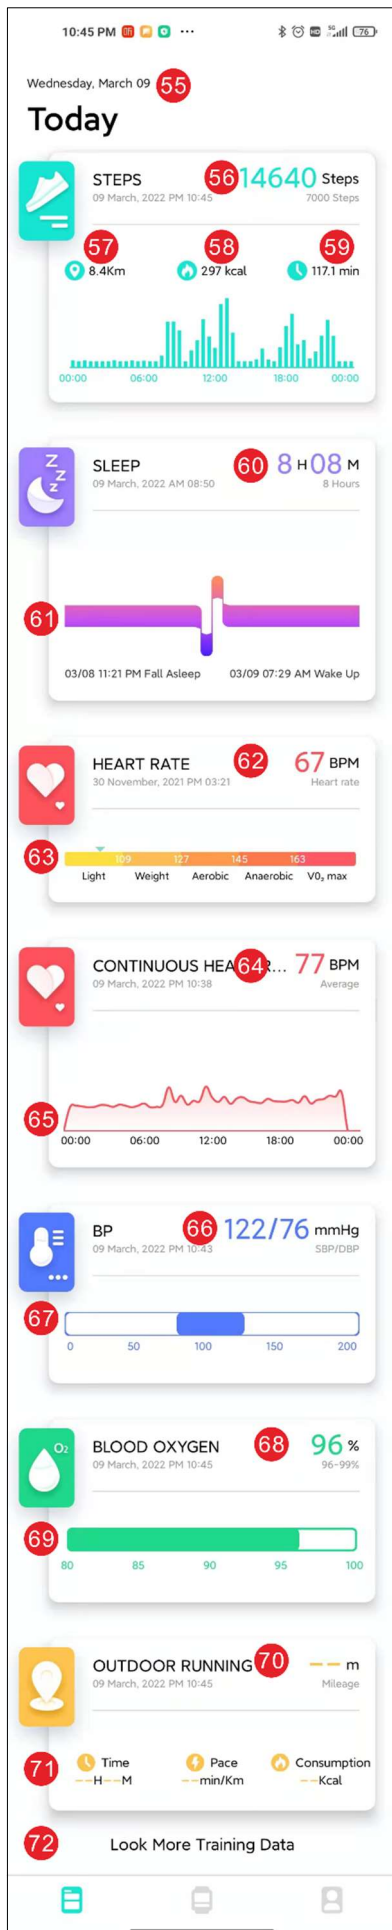 10:45 PM ... HD 5G 76
Wednesday, March 09 55
Today
STEPS 56 14640 Steps
09 March, 2022 PM 10:45 7000 Steps
57 58 59
8.4Km 297 kcal 117.1 min
00:00 06:00 12:00 18:00 00:00
Z
Z
Z
SLEEP 60 8 H 08 M
09 March, 2022 AM 08:50 8 Hours
61
03/08 11:21 PM Fall Asleep 03/09 07:29 AM Wake Up
HEART RATE 62 67 BPM
30 November, 2021 PM 03:21 Heart rate
63 109 127 145 163
Light Weight Aerobic Anaerobic V0₂ max
CONTINUOUS HEA 64 R... 77 BPM
09 March, 2022 PM 10:38 Average
65
00:00 06:00 12:00 18:00 00:00
BP 66 122/76 mmHg
09 March, 2022 PM 10:43 SBP/DBP
67
0 50 100 150 200
O₂
BLOOD OXYGEN 68 96 %
09 March, 2022 PM 10:45 96-99%
69
80 85 90 95 100
OUTDOOR RUNNING 70 -- m
09 March, 2022 PM 10:45 Mileage
71 Time Pace Consumption
--H--M --min/Km --Kcal
72 Look More Training Data